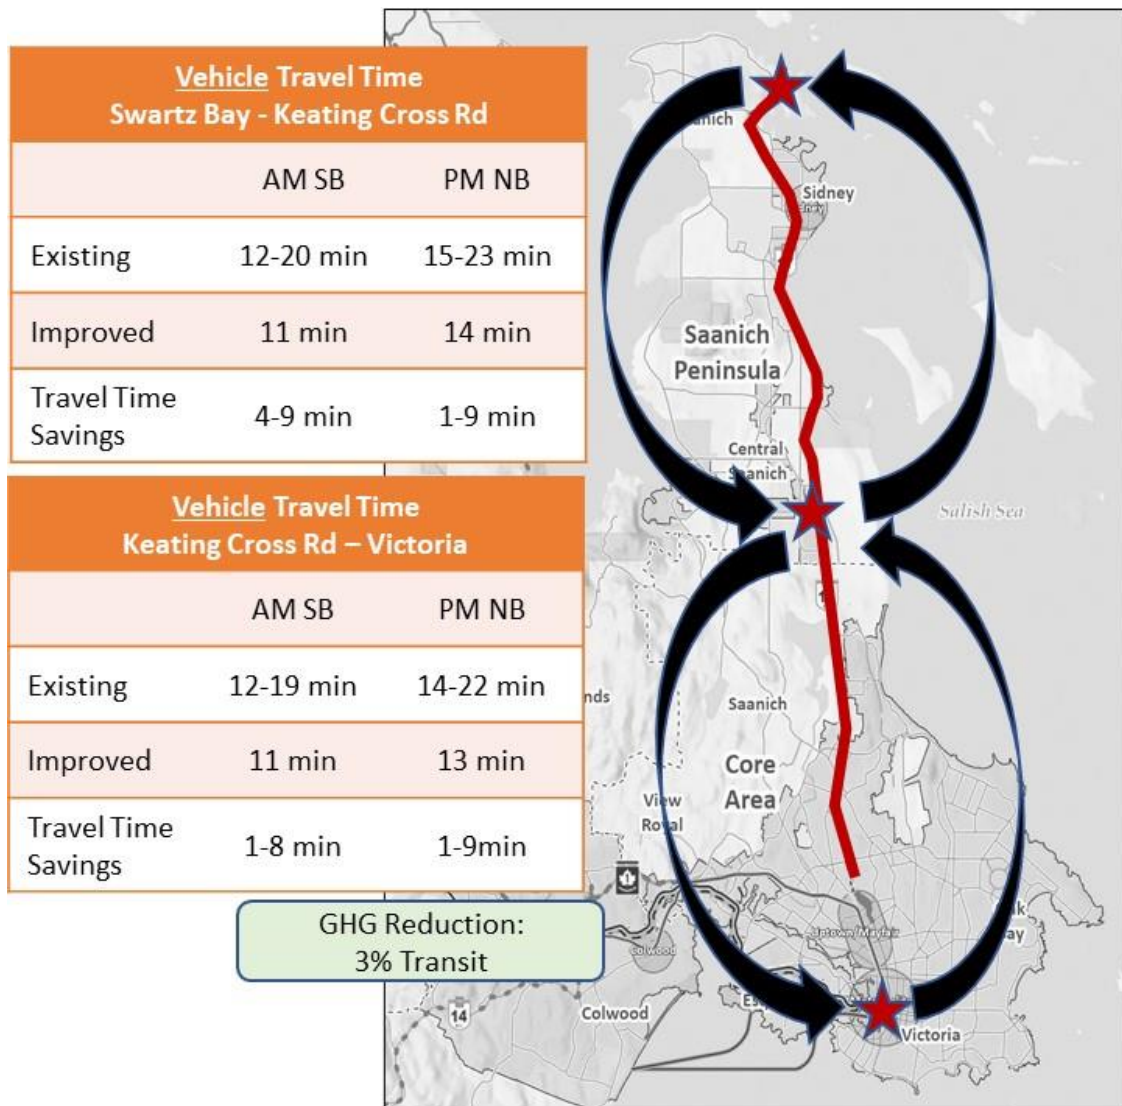 Vehicle Travel Time
Swartz Bay - Keating Cross Rd
AM SB PM NB
Existing 12-20 min 15-23 min
Improved 11 min 14 min
Travel Time
Savings 4-9 min 1-9 min
Vehicle Travel Time
Keating Cross Rd – Victoria
AM SB PM NB
Existing 12-19 min 14-22 min
Improved 11 min 13 min
Travel Time
Savings 1-8 min 1-9min
GHG Reduction:
3% Transit
Sidney
Saanich
Peninsula
Central
Saanich
Salish Sea
Saanich
Core
Area
View
Royal
1
Uptown/Mayfair
Colwood
14
Colwood
Victoria